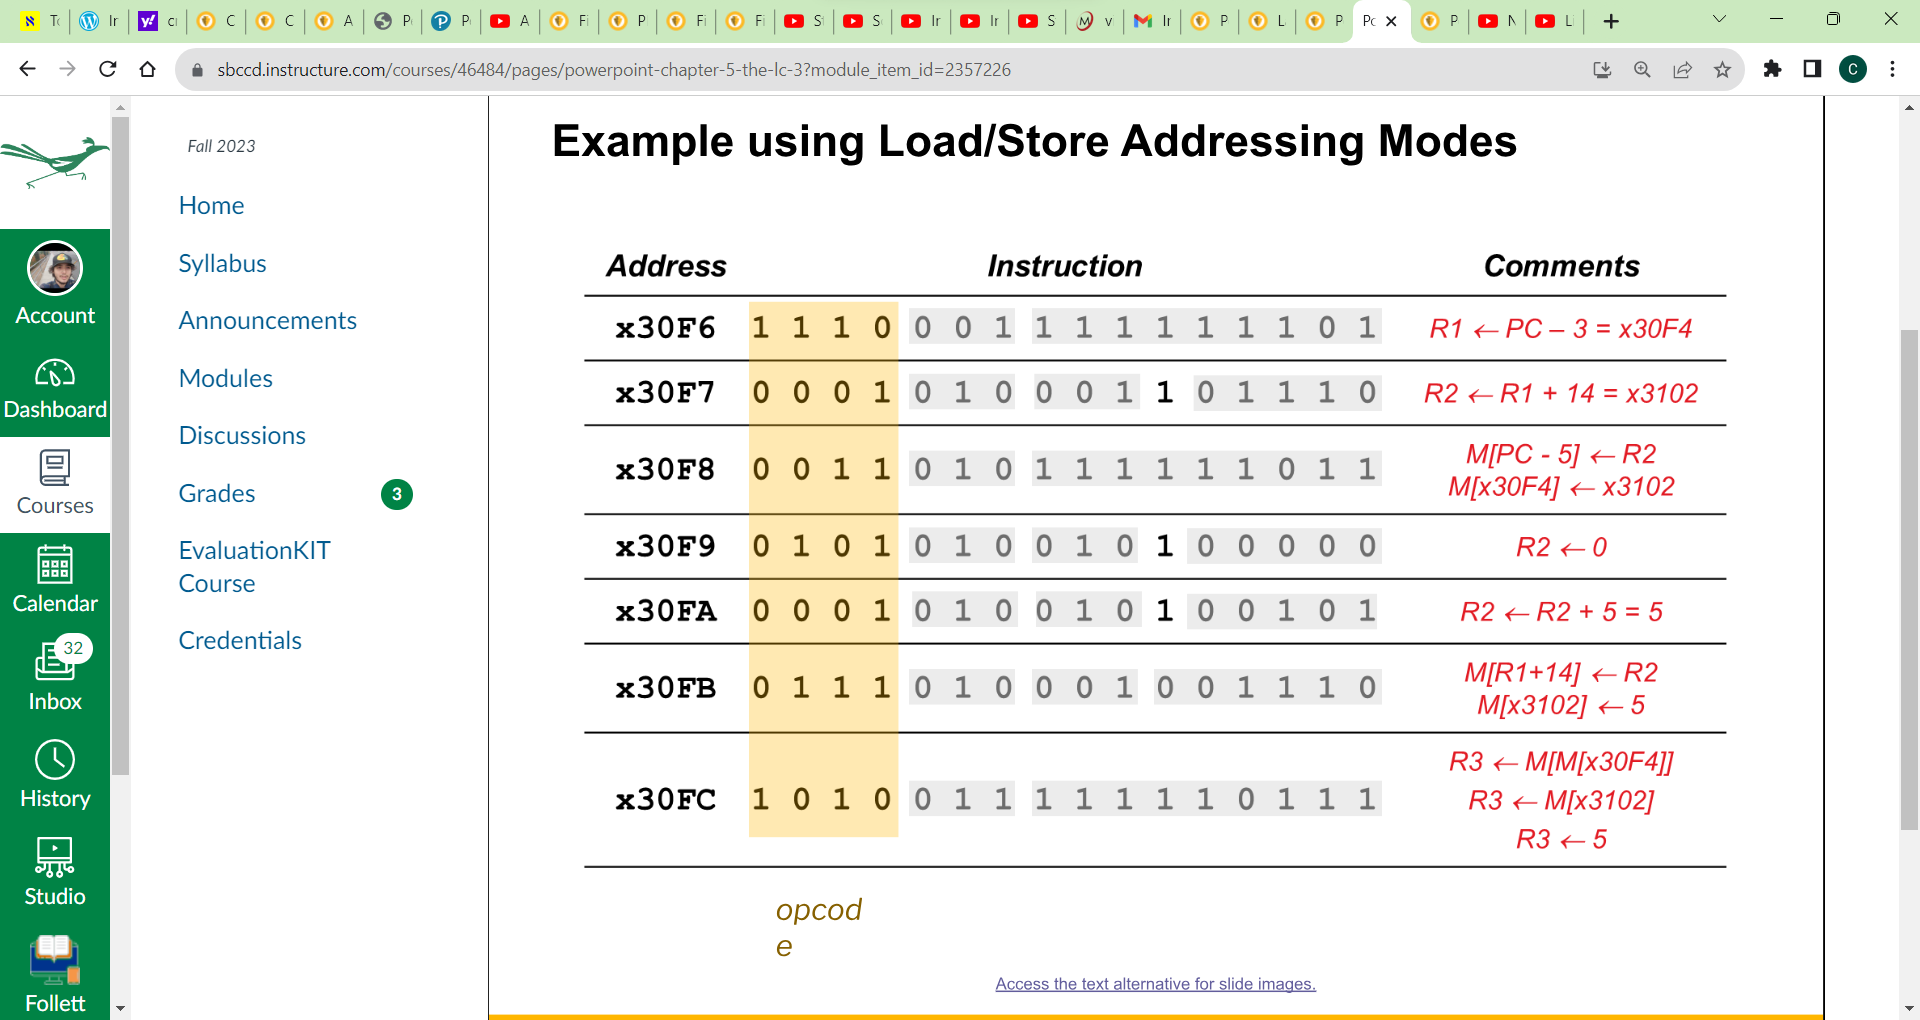 sbccd.instructure.com/courses/46484/pages/powerpoint-chapter-5-the-lc-3?module_item_id=2357226
C
Account
Dashboard
Courses
Calendar
32
Inbox
History
Studio
Follett
Fall 2023
Home
Syllabus
Announcements
Modules
Discussions
Grades 3
EvaluationKIT
Course
Credentials
Example using Load/Store Addressing Modes
Address Instruction Comments
x30F6 1 1 1 0 0 0 1 1 1 1 1 1 1 1 0 1 R1 ← PC – 3 = x30F4
x30F7 0 0 0 1 0 1 0 0 0 1 1 0 1 1 1 0 R2 ← R1 + 14 = x3102
x30F8 0 0 1 1 0 1 0 1 1 1 1 1 1 0 1 1 M[PC - 5] ← R2
M[x30F4] ← x3102
x30F9 0 1 0 1 0 1 0 0 1 0 1 0 0 0 0 0 R2 ← 0
x30FA 0 0 0 1 0 1 0 0 1 0 1 0 0 1 0 1 R2 ← R2 + 5 = 5
x30FB 0 1 1 1 0 1 0 0 0 1 0 0 1 1 1 0 M[R1+14] ← R2
M[x3102] ← 5
x30FC 1 0 1 0 0 1 1 1 1 1 1 1 0 1 1 1 R3 ← M[M[x30F4]]
R3 ← M[x3102]
R3 ← 5
opcod
e
Access the text alternative for slide images.